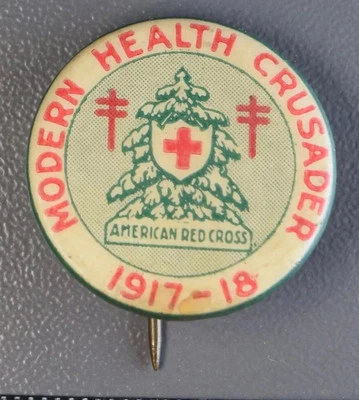 MODERN HEALTH CRUSADER
AMERICAN RED CROSS
1917-18